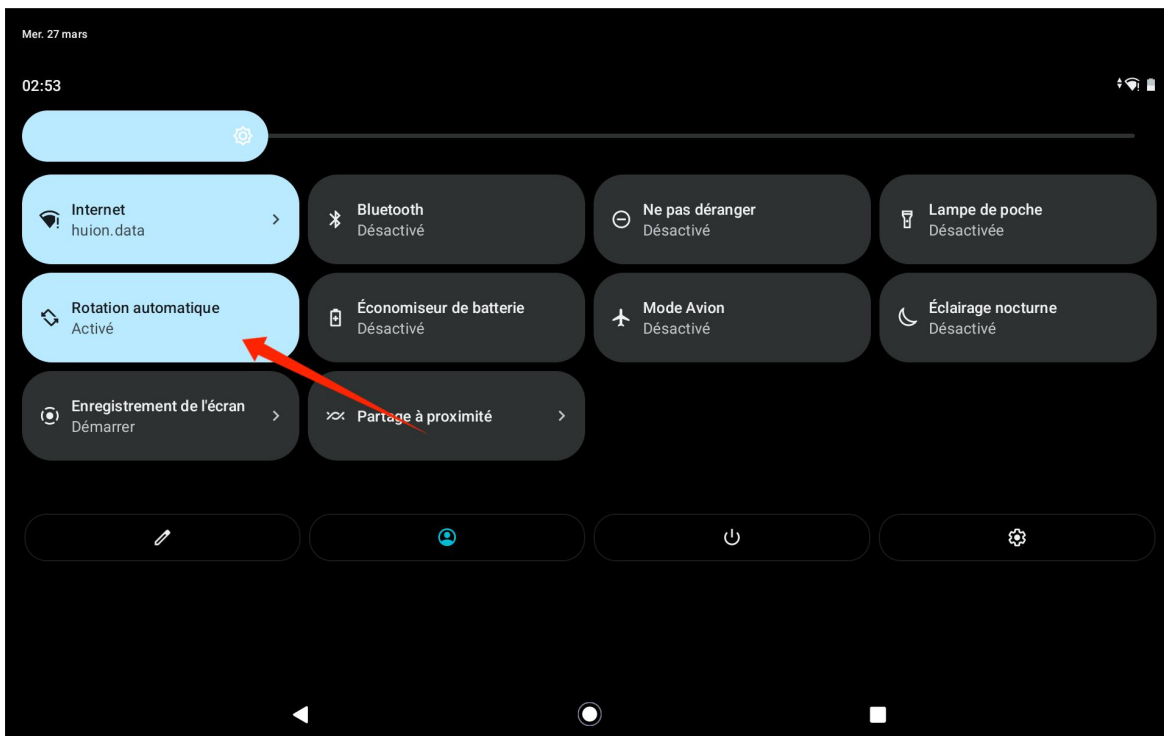 Mer. 27 mars
02:53
Internet
huion.data
Bluetooth
Désactivé
Ne pas déranger
Désactivé
Lampe de poche
Désactivée
Rotation automatique
Activé
Économiseur de batterie
Désactivé
Mode Avion
Désactivé
Éclairage nocturne
Désactivé
Enregistrement de l'écran
Démarrer
Partage à proximité